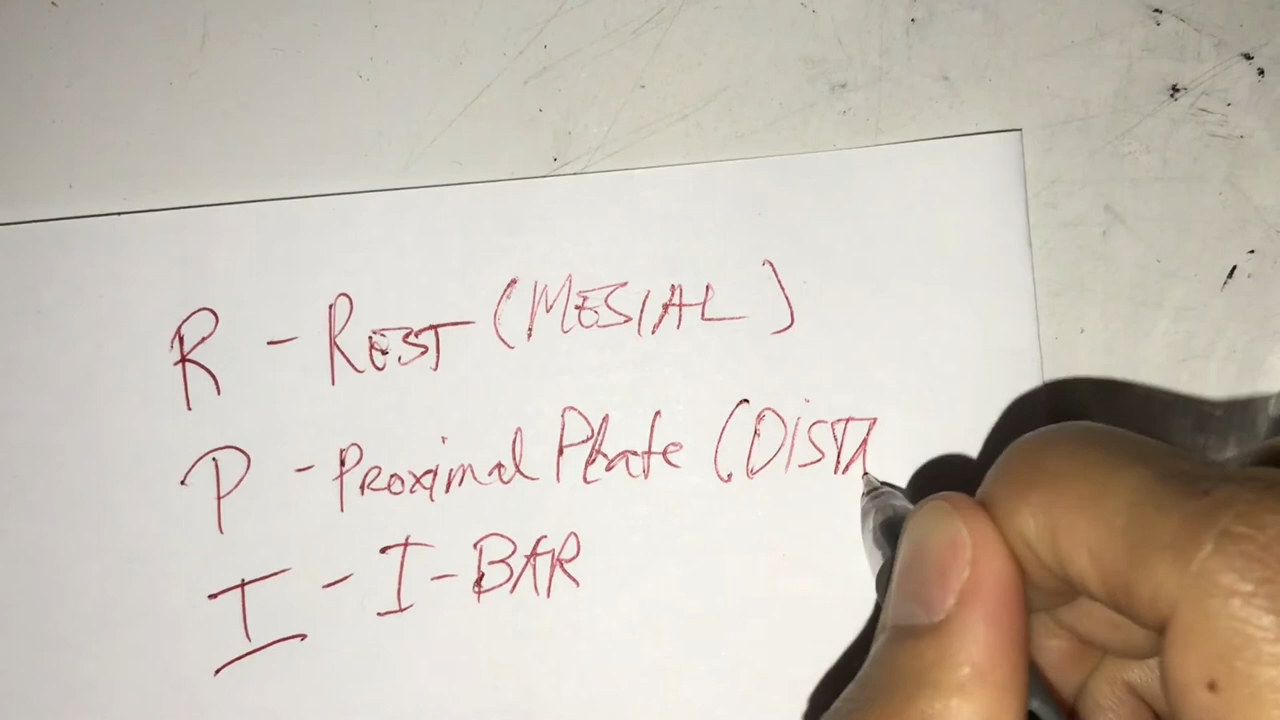 R - REST (MESIAL)
P - PROXimal Plate (DiSTA
I - I-BAR